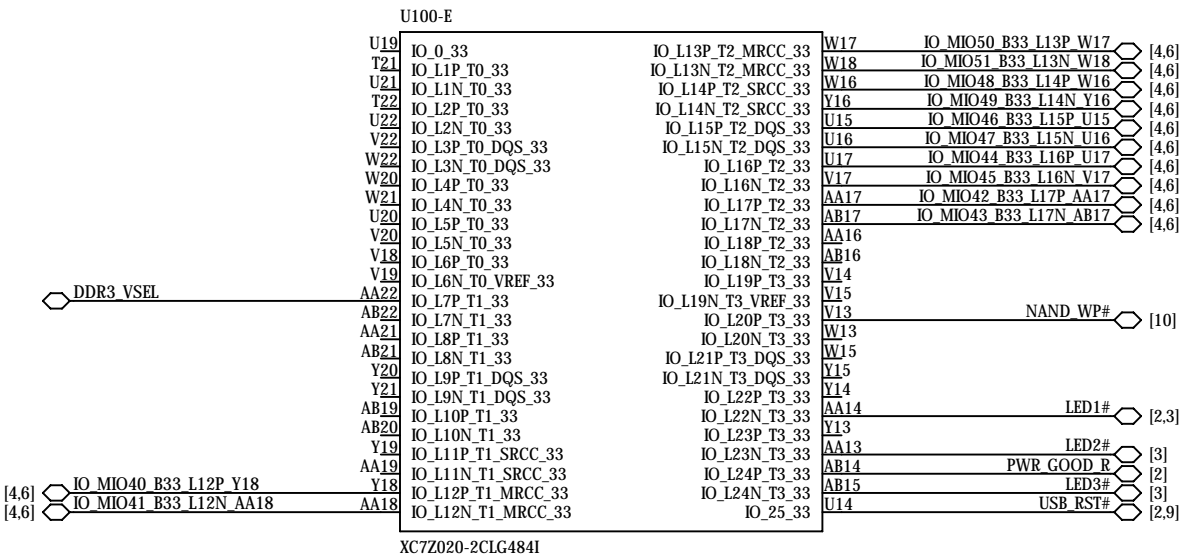 U100-E
U19 IO_0_33 IO_L13P_T2_MRCC_33 W17 IO_MIO50_B33_L13P_W17 [4,6]
T21 IO_L1P_T0_33 IO_L13N_T2_MRCC_33 W18 IO_MIO51_B33_L13N_W18 [4,6]
U21 IO_L1N_T0_33 IO_L14P_T2_SRCC_33 W16 IO_MIO48_B33_L14P_W16 [4,6]
T22 IO_L2P_T0_33 IO_L14N_T2_SRCC_33 Y16 IO_MIO49_B33_L14N_Y16 [4,6]
U22 IO_L2N_T0_33 IO_L15P_T2_DQS_33 U15 IO_MIO46_B33_L15P_U15 [4,6]
V22 IO_L3P_T0_DQS_33 IO_L15N_T2_DQS_33 U16 IO_MIO47_B33_L15N_U16 [4,6]
W22 IO_L3N_T0_DQS_33 IO_L16P_T2_33 U17 IO_MIO44_B33_L16P_U17 [4,6]
W20 IO_L4P_T0_33 IO_L16N_T2_33 V17 IO_MIO45_B33_L16N_V17 [4,6]
W21 IO_L4N_T0_33 IO_L17P_T2_33 AA17 IO_MIO42_B33_L17P_AA17 [4,6]
U20 IO_L5P_T0_33 IO_L17N_T2_33 AB17 IO_MIO43_B33_L17N_AB17 [4,6]
V20 IO_L5N_T0_33 IO_L18P_T2_33 AA16
V18 IO_L6P_T0_33 IO_L18N_T2_33 AB16
V19 IO_L6N_T0_VREF_33 IO_L19P_T3_33 V14
DDR3_VSEL AA22 IO_L7P_T1_33 IO_L19N_T3_VREF_33 V15
AB22 IO_L7N_T1_33 IO_L20P_T3_33 V13 NAND_WP# [10]
AA21 IO_L8P_T1_33 IO_L20N_T3_33 W13
AB21 IO_L8N_T1_33 IO_L21P_T3_DQS_33 W15
Y20 IO_L9P_T1_DQS_33 IO_L21N_T3_DQS_33 Y15
Y21 IO_L9N_T1_DQS_33 IO_L22P_T3_33 Y14
AB19 IO_L10P_T1_33 IO_L22N_T3_33 AA14 LED1# [2,3]
AB20 IO_L10N_T1_33 IO_L23P_T3_33 Y13
Y19 IO_L11P_T1_SRCC_33 IO_L23N_T3_33 AA13 LED2# [3]
AA19 IO_L11N_T1_SRCC_33 IO_L24P_T3_33 AB14 PWR_GOOD_R [2]
[4,6] IO_MIO40_B33_L12P_Y18 Y18 IO_L12P_T1_MRCC_33 IO_L24N_T3_33 AB15 LED3# [3]
[4,6] IO_MIO41_B33_L12N_AA18 AA18 IO_L12N_T1_MRCC_33 IO_25_33 U14 USB_RST# [2,9]
XC7Z020-2CLG484I